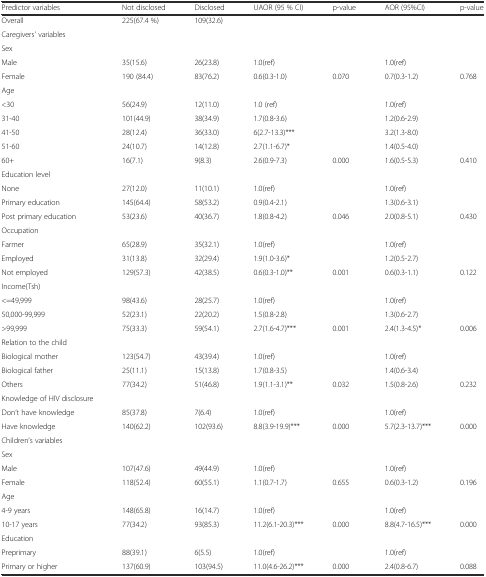 Predictor variables Not disclosed Disclosed UAOR (95 % CI) p-value AOR (95%CI) p-value
Overall 225(67.4 %) 109(32.6)
Caregivers' variables
Sex
Male 35(15.6) 26(23.8) 1.0(ref) 1.0(ref)
Female 190 (84.4) 83(76.2) 0.6(0.3-1.0) 0.070 0.7(0.3-1.2) 0.768
Age
<30 56(24.9) 12(11.0) 1.0 (ref) 1.0(ref)
31-40 101(44.9) 38(34.9) 1.7(0.8-3.6) 1.2(0.6-2.9)
41-50 28(12.4) 36(33.0) 6(2.7-13.3)*** 3.2(1.3-8.0)
51-60 24(10.7) 14(12.8) 2.7(1.1-6.7)* 1.4(0.5-4.0)
60+ 16(7.1) 9(8.3) 2.6(0.9-7.3) 0.000 1.6(0.5-5.3) 0.410
Education level
None 27(12.0) 11(10.1) 1.0(ref) 1.0(ref)
Primary education 145(64.4) 58(53.2) 0.9(0.4-2.1) 1.3(0.6-3.1)
Post primary education 53(23.6) 40(36.7) 1.8(0.8-4.2) 0.046 2.0(0.8-5.1) 0.430
Occupation
Farmer 65(28.9) 35(32.1) 1.0(ref) 1.0(ref)
Employed 31(13.8) 32(29.4) 1.9(1.0-3.6)* 1.2(0.5-2.7)
Not employed 129(57.3) 42(38.5) 0.6(0.3-1.0)** 0.001 0.6(0.3-1.1) 0.122
Income(Tsh)
<=49,999 98(43.6) 28(25.7) 1.0(ref) 1.0(ref)
50,000-99,999 52(23.1) 22(20.2) 1.5(0.8-2.8) 1.3(0.6-2.7)
>99,999 75(33.3) 59(54.1) 2.7(1.6-4.7)*** 0.001 2.4(1.3-4.5)* 0.006
Relation to the child
Biological mother 123(54.7) 43(39.4) 1.0(ref) 1.0(ref)
Biological father 25(11.1) 15(13.8) 1.7(0.8-3.5) 1.4(0.6-3.4)
Others 77(34.2) 51(46.8) 1.9(1.1-3.1)** 0.032 1.5(0.8-2.6) 0.232
Knowledge of HIV disclosure
Don't have knowledge 85(37.8) 7(6.4) 1.0(ref) 1.0(ref)
Have knowledge 140(62.2) 102(93.6) 8.8(3.9-19.9)*** 0.000 5.7(2.3-13.7)*** 0.000
Children's variables
Sex
Male 107(47.6) 49(44.9) 1.0(ref) 1.0(ref)
Female 118(52.4) 60(55.1) 1.1(0.7-1.7) 0.655 0.6(0.3-1.2) 0.196
Age
4-9 years 148(65.8) 16(14.7) 1.0(ref) 1.0(ref)
10-17 years 77(34.2) 93(85.3) 11.2(6.1-20.3)*** 0.000 8.8(4.7-16.5)*** 0.000
Education
Preprimary 88(39.1) 6(5.5) 1.0(ref) 1.0(ref)
Primary or higher 137(60.9) 103(94.5) 11.0(4.6-26.2)*** 0.000 2.4(0.8-6.7) 0.088